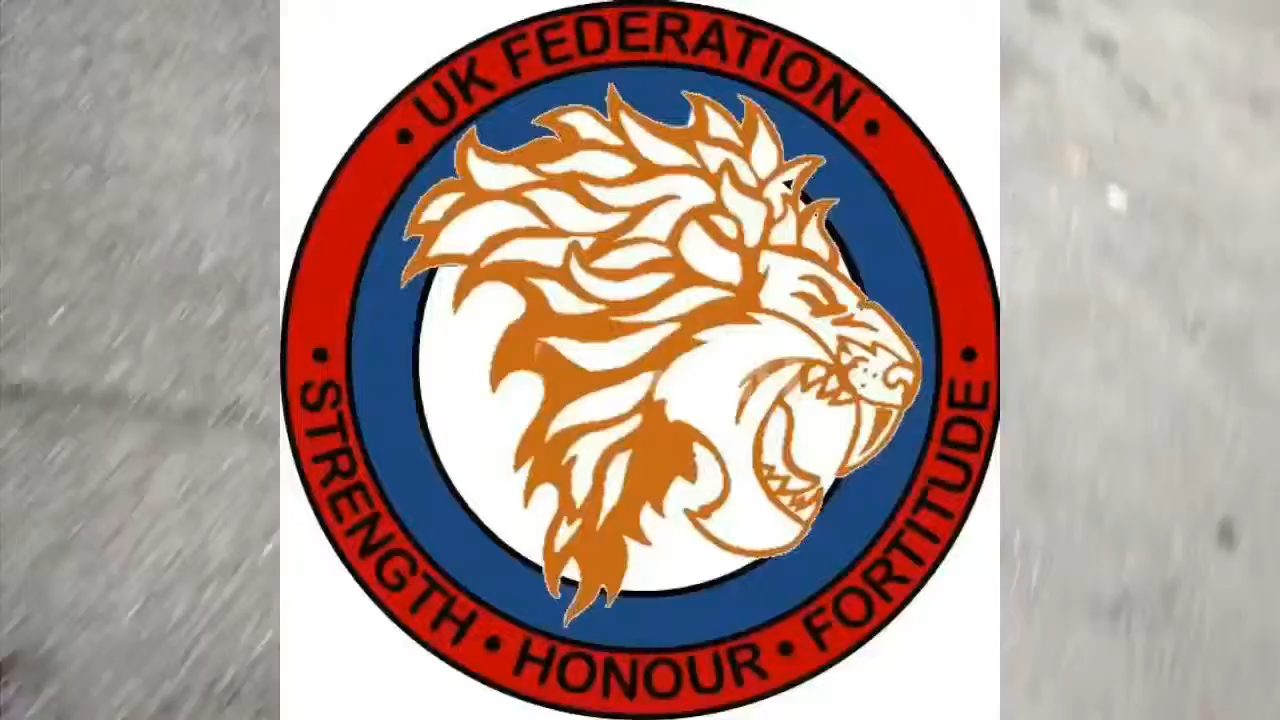 • UK FEDERATION •
• STRENGTH • HONOUR • FORTITUDE •